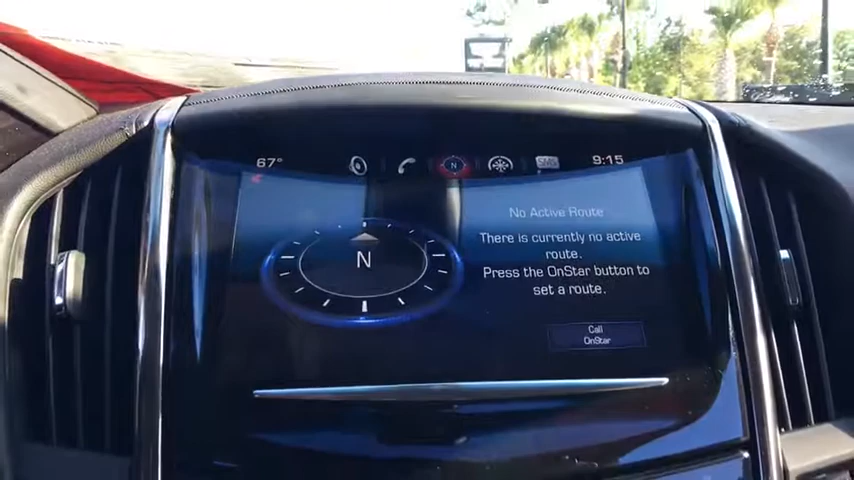 67° N SMS 9:15
No Active Route
There is currently no active
route.
Press the OnStar button to
set a route.
N
Call
OnStar